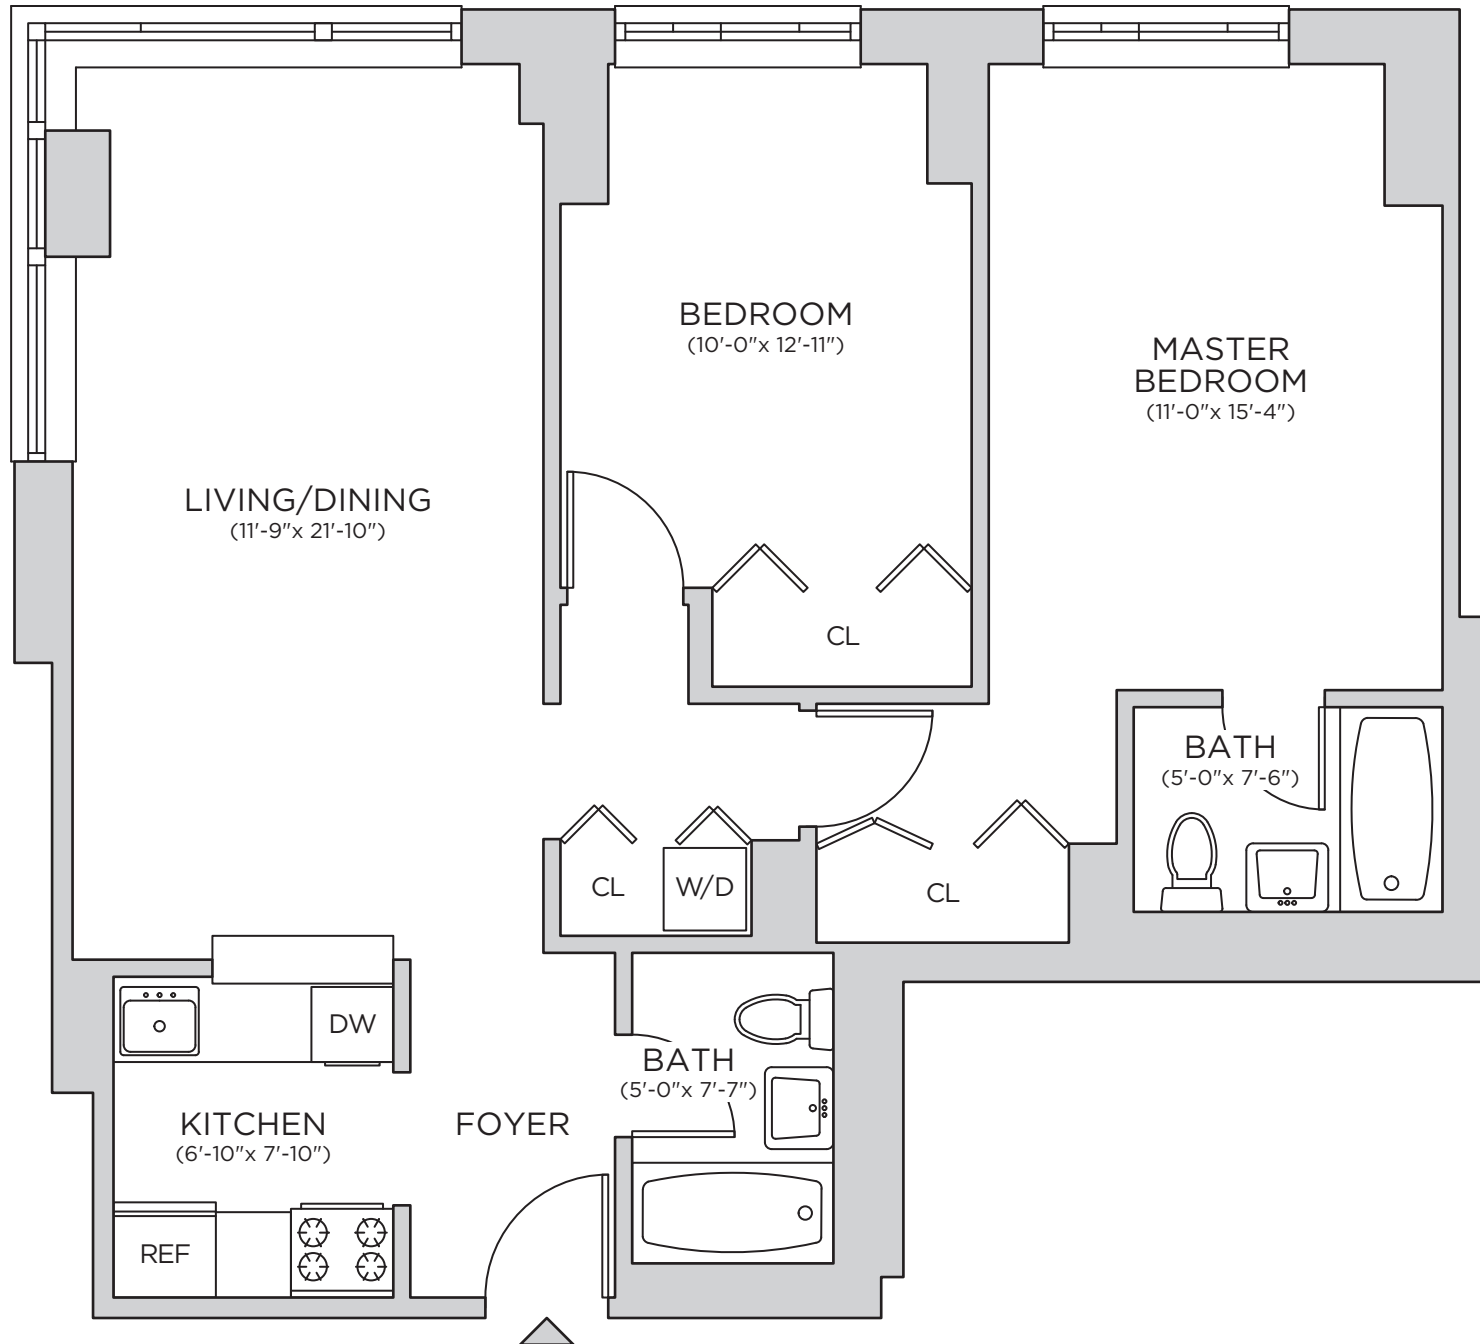 BEDROOM
(10'-0"x 12'-11")
MASTER
BEDROOM
(11'-0"x 15'-4")
LIVING/DINING
(11'-9"x 21'-10")
CL
BATH
(5'-0"x 7'-6")
CL
W/D
CL
DW
BATH
(5'-0"x 7'-7")
KITCHEN
(6'-10"x 7'-10")
FOYER
REF